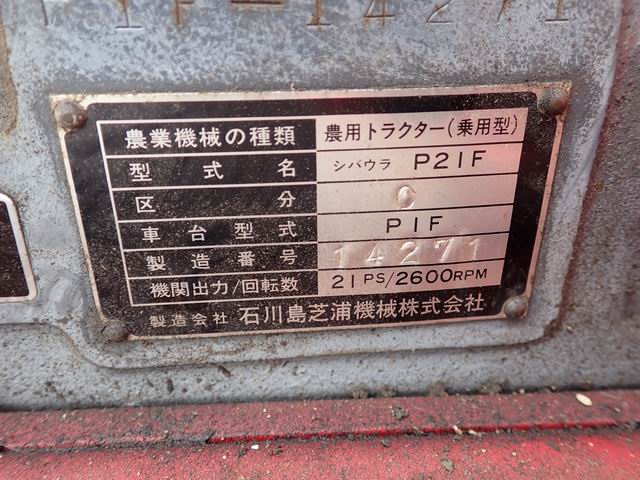 P1F-14271
農業機械の種類 農用トラクター(乗用型)
型式名 シバウラ P21F
区分 C
車台型式 P1F
製造番号 14271
機関出力/回転数 21PS/2600RPM
製造会社 石川島芝浦機械株式会社